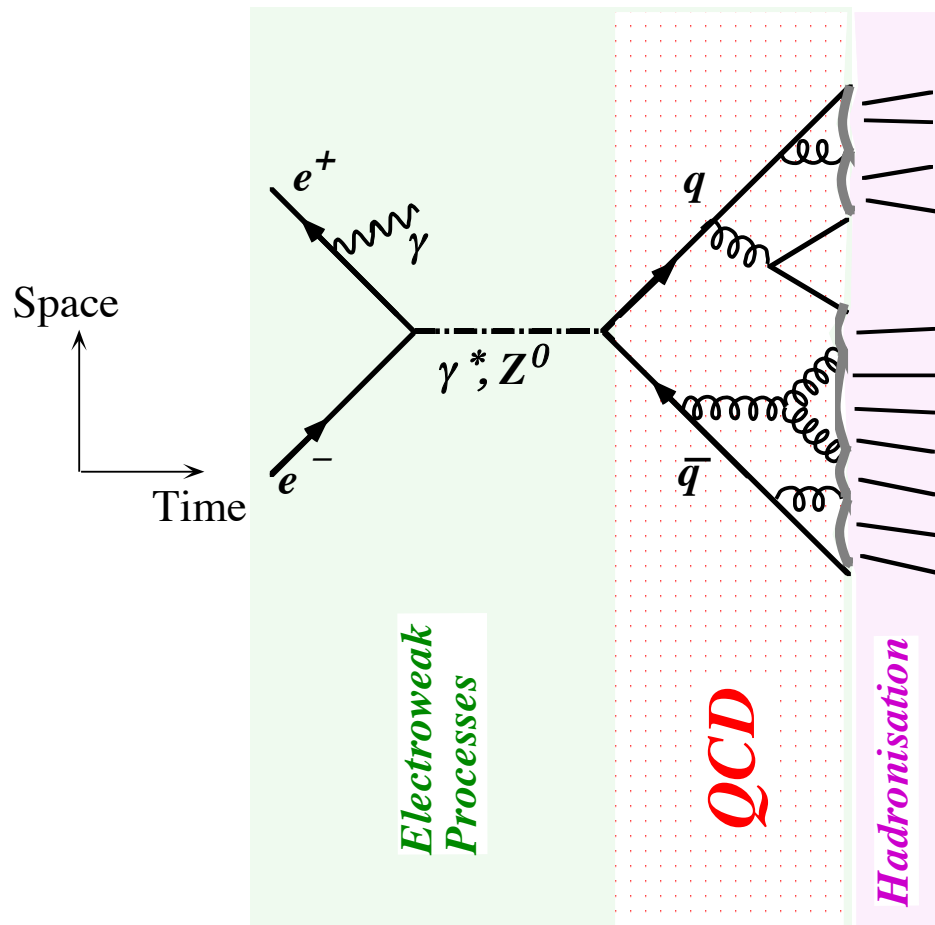 e⁺
γ
q
Space
γ*, Z⁰
Time
e⁻
q̄
Electroweak
Processes
QCD
Hadronisation